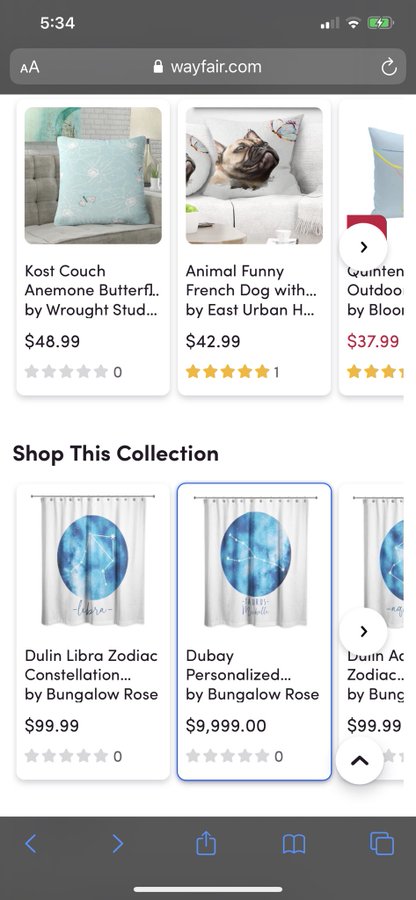 5:34
AA
wayfair.com
Kost Couch
Anemone Butterfl..
by Wrought Stud...
$48.99
0
Animal Funny
French Dog with...
by East Urban H...
$42.99
1
Quinten
Outdoo
by Bloo
$37.99
Shop This Collection
-libra-
Dulin Libra Zodiac
Constellation...
by Bungalow Rose
$99.99
0
-TAURUS-
Michelle
Dubay
Personalized...
by Bungalow Rose
$9,999.00
0
Dulin A
Zodiac..
by Bung
$99.99